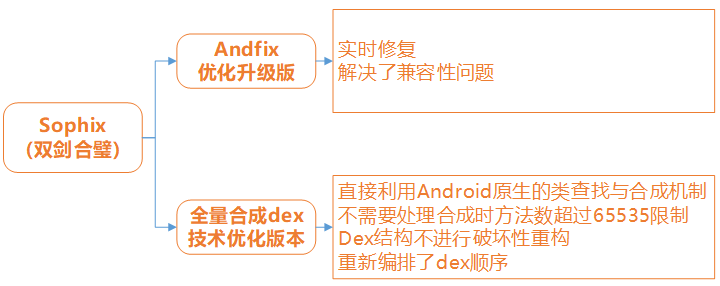 Sophix
(双剑合璧)
Andfix
优化升级版
实时修复
解决了兼容性问题
全量合成dex
技术优化版本
直接利用Android原生的类查找与合成机制
不需要处理合成时方法数超过65535限制
Dex结构不进行破坏性重构
重新编排了dex顺序